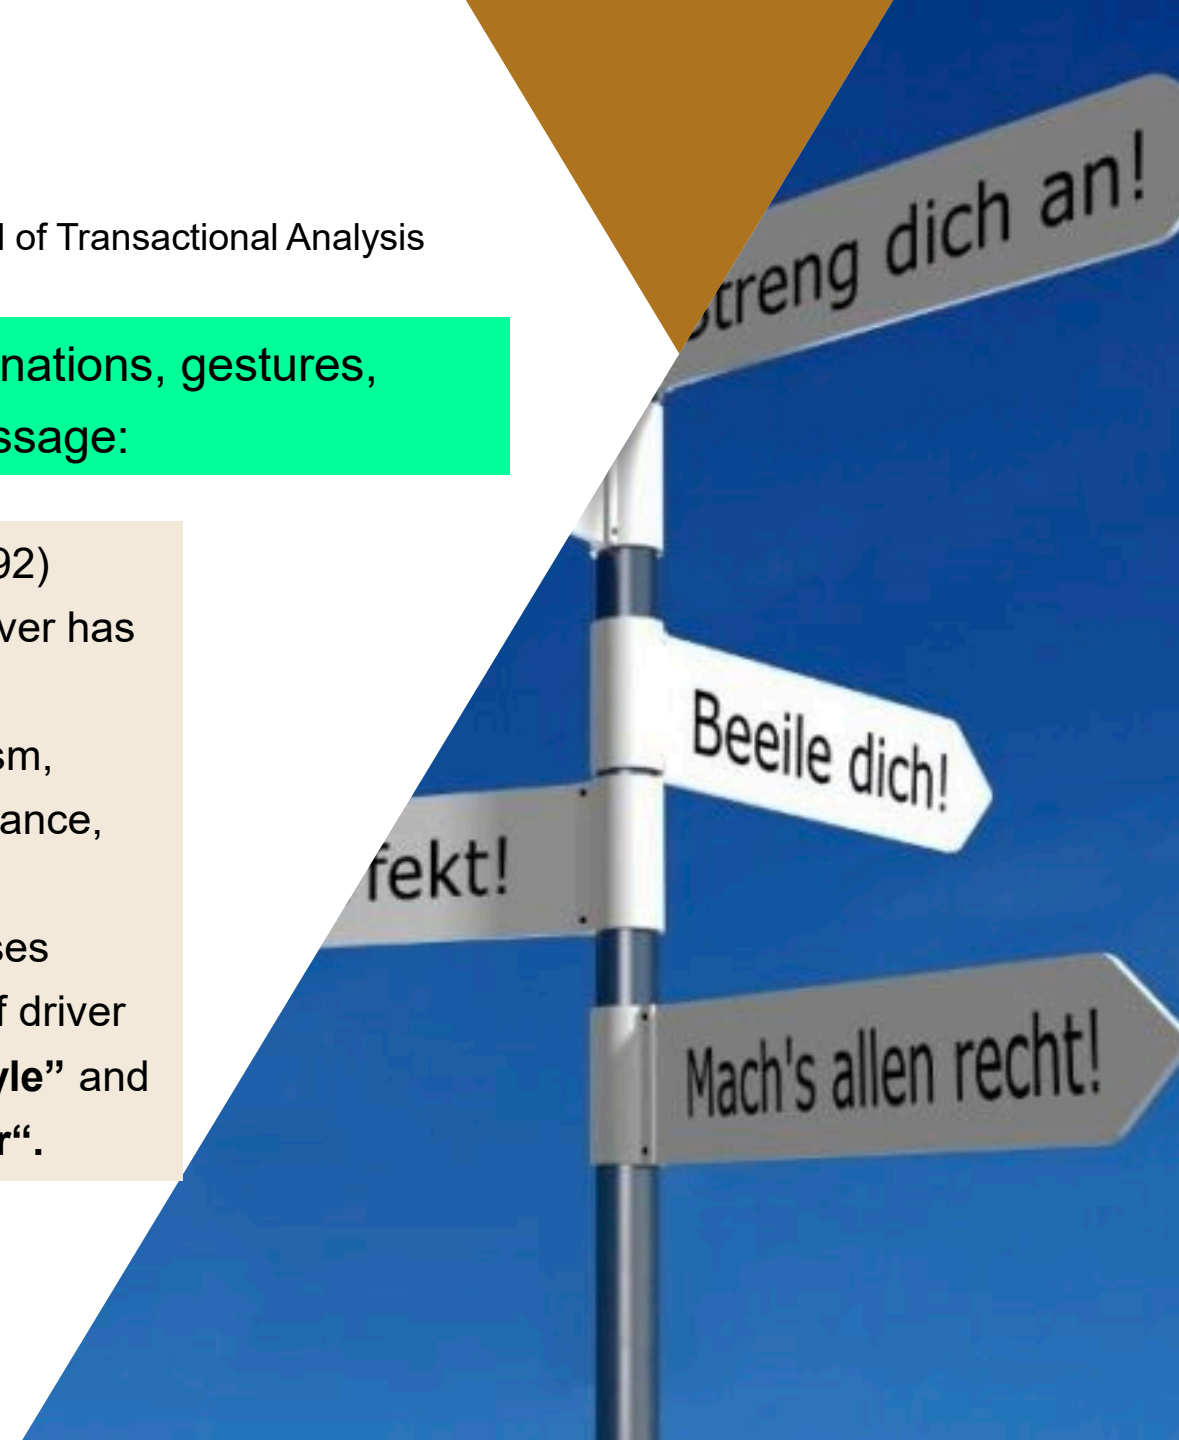 of Transactional Analysis
nations, gestures,
ssage:
92)
ver has
sm,
ance,
ses
f driver
yle” and
r“.
Streng dich an!
Beeile dich!
fekt!
Mach's allen recht!